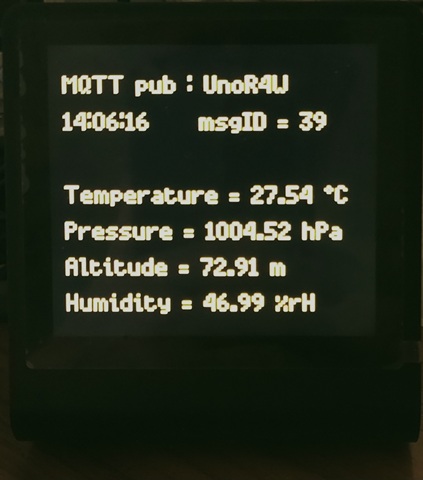 MQTT pub : UnoR4W
14:06:16 msgID = 39
Temperature = 27.54 °C
Pressure = 1004.52 hPa
Altitude = 72.91 m
Humidity = 46.99 %rH